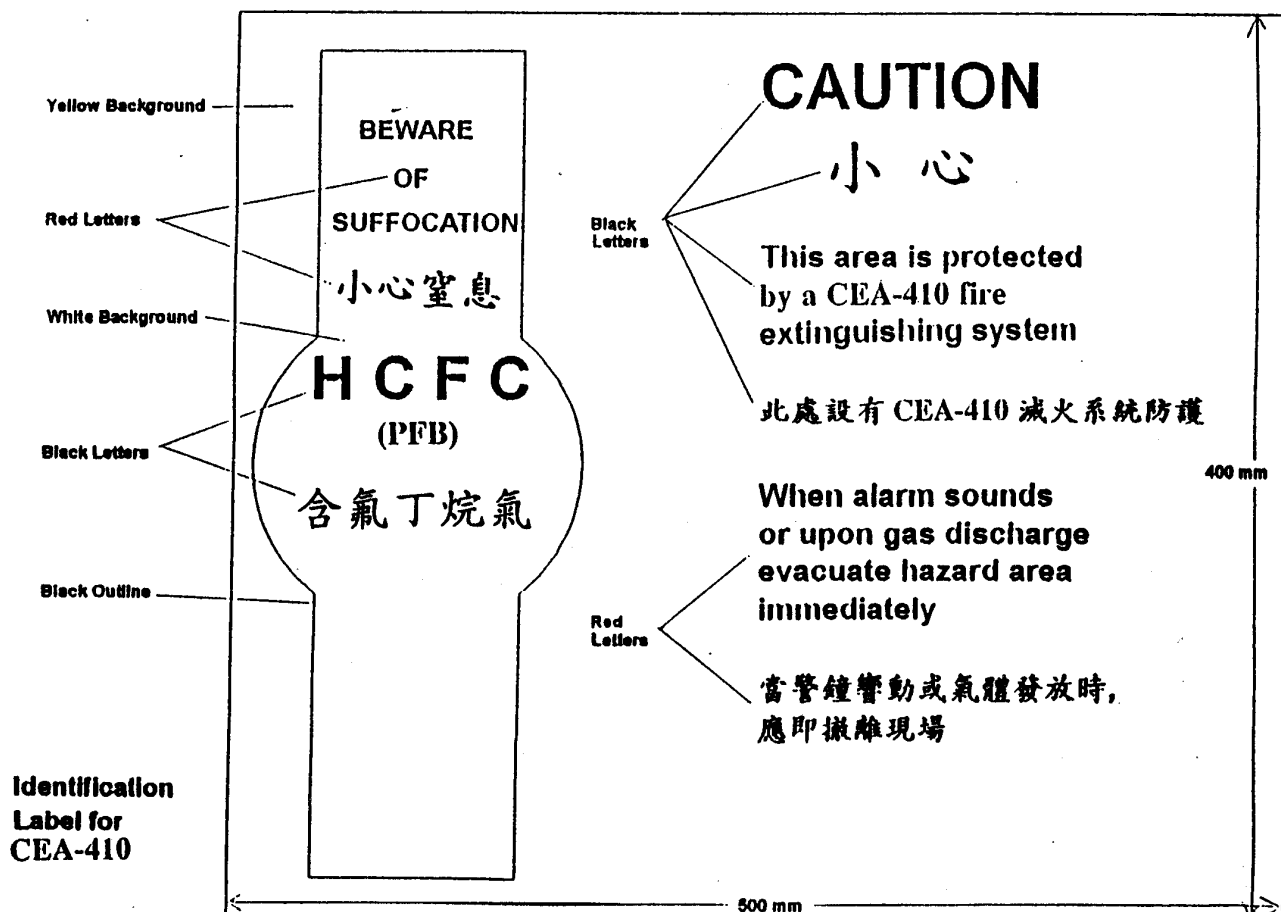 Yellow Background
Red Letters
White Background
Black Letters
Black Outline
Identification
Label for
CEA-410
BEWARE
OF
SUFFOCATION
小心窒息
H C F C
(PFB)
含氟丁烷氣
Black
Letters
CAUTION
小心
This area is protected
by a CEA-410 fire
extinguishing system
此處設有 CEA-410 滅火系統防護
Red
Letters
When alarm sounds
or upon gas discharge
evacuate hazard area
immediately
當警鐘響動或氣體發放時,
應即撤離現場
400 mm
500 mm